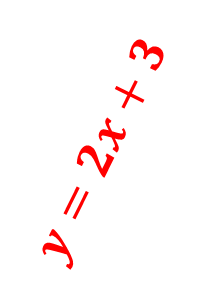 y = 2x + 3